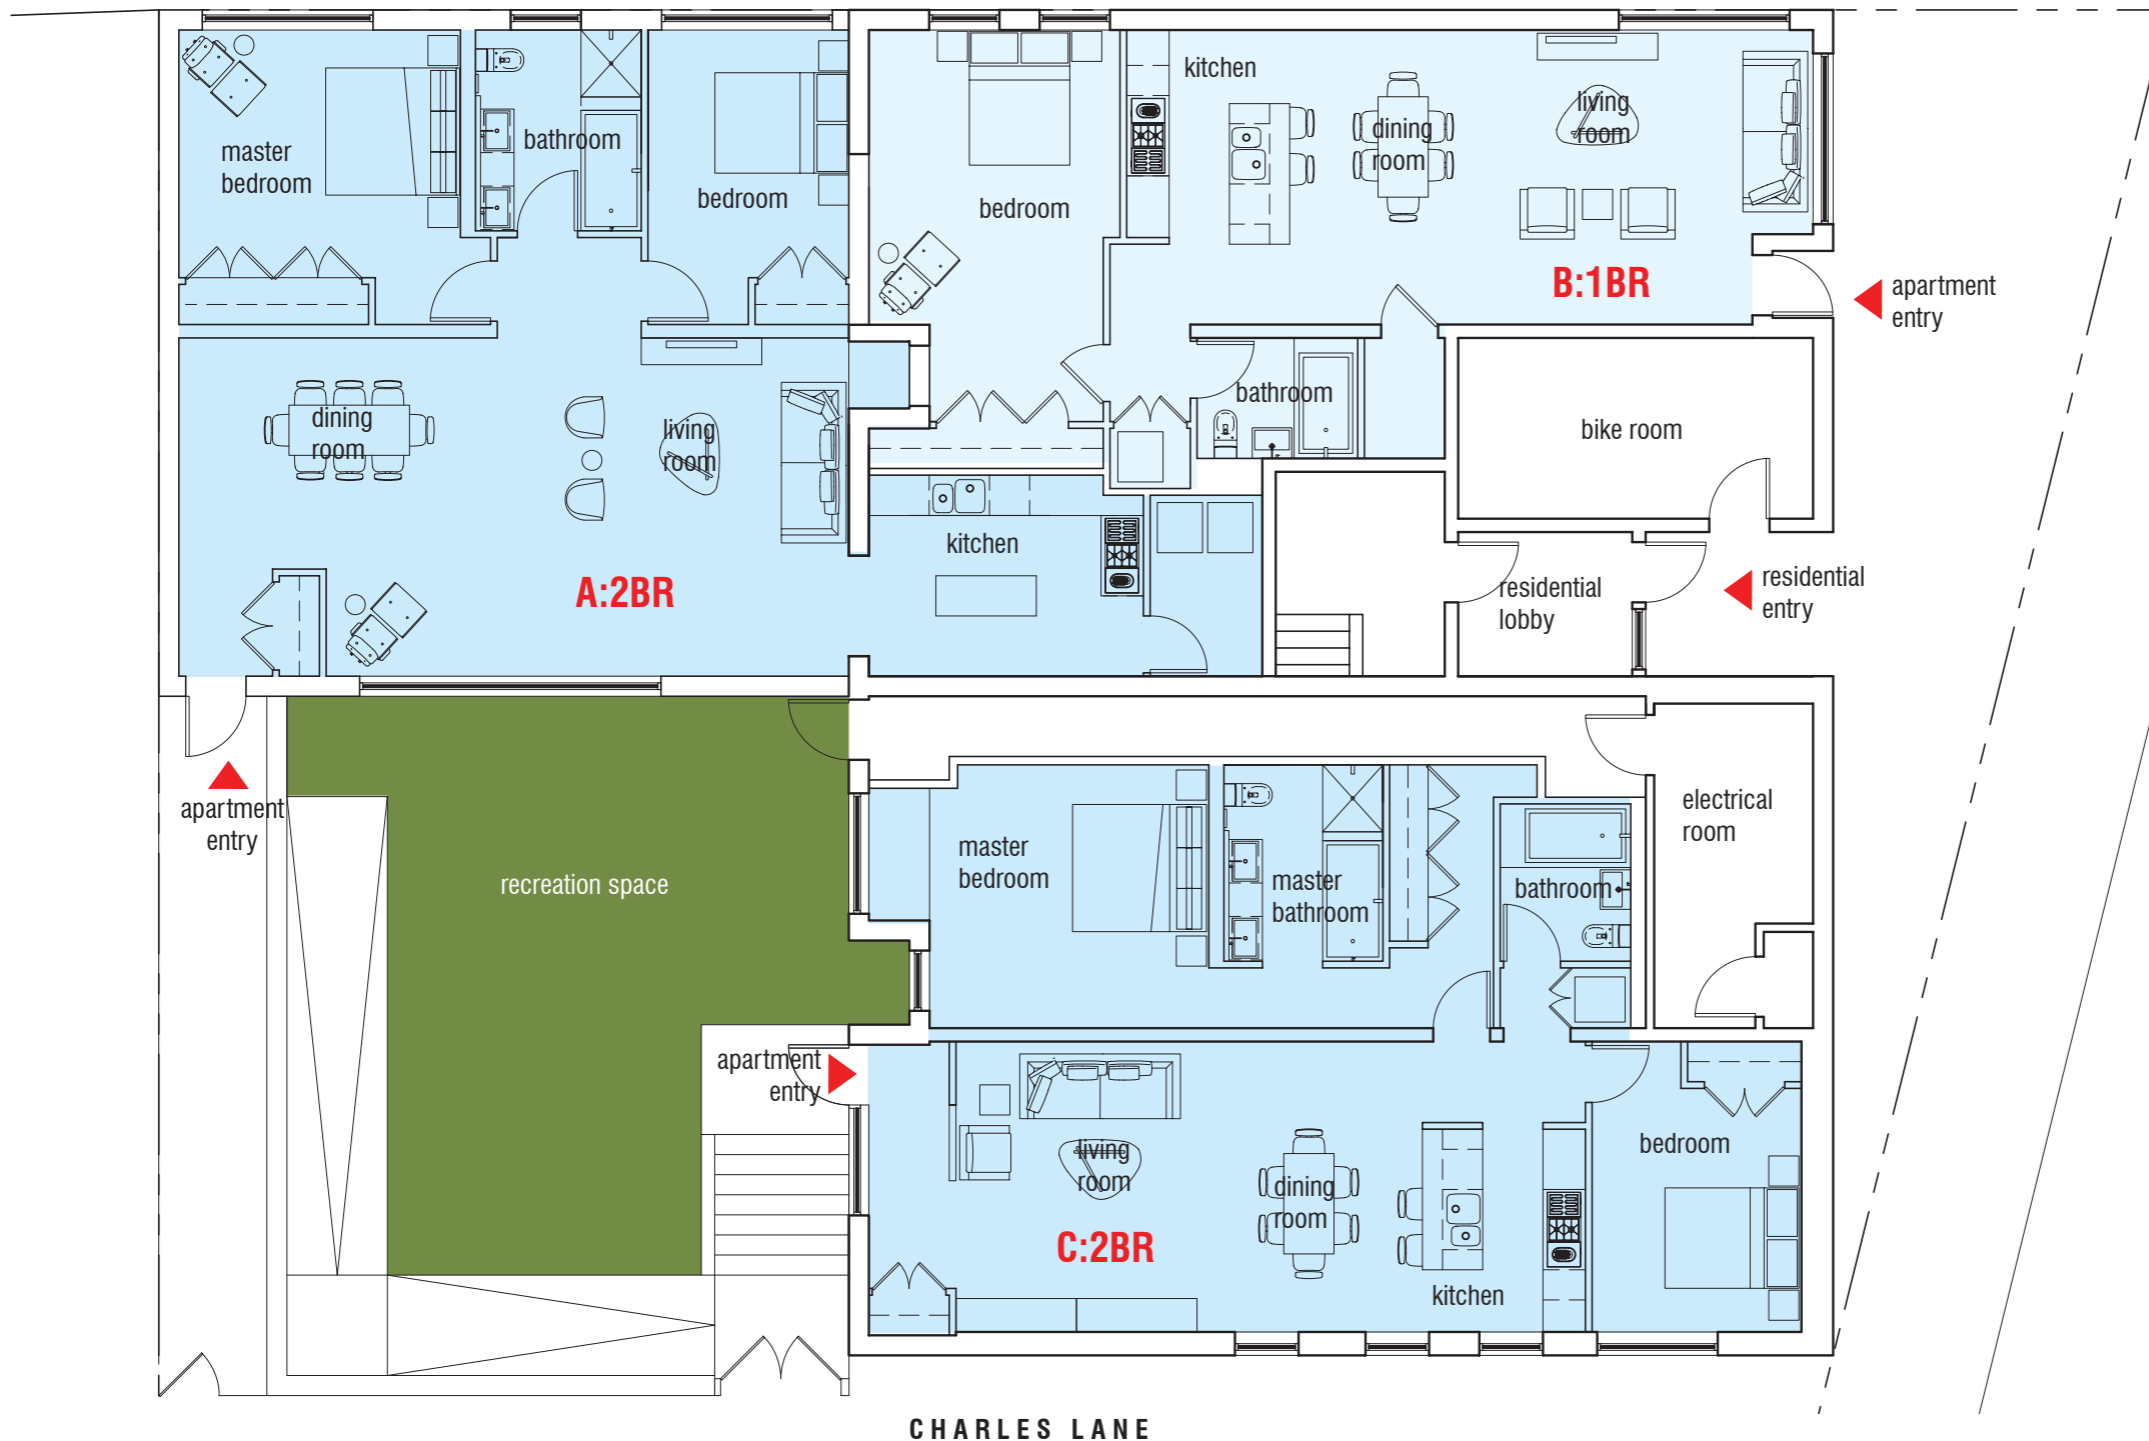 kitchen
living
room
dining
room
bathroom
master
bedroom
bedroom
bedroom
B:1BR
apartment
entry
bathroom
bike room
dining
room
living
room
kitchen
A:2BR
residential
lobby
residential
entry
apartment
entry
recreation space
master
bedroom
master
bathroom
bathroom
electrical
room
apartment
entry
living
room
dining
room
bedroom
C:2BR
kitchen
CHARLES LANE